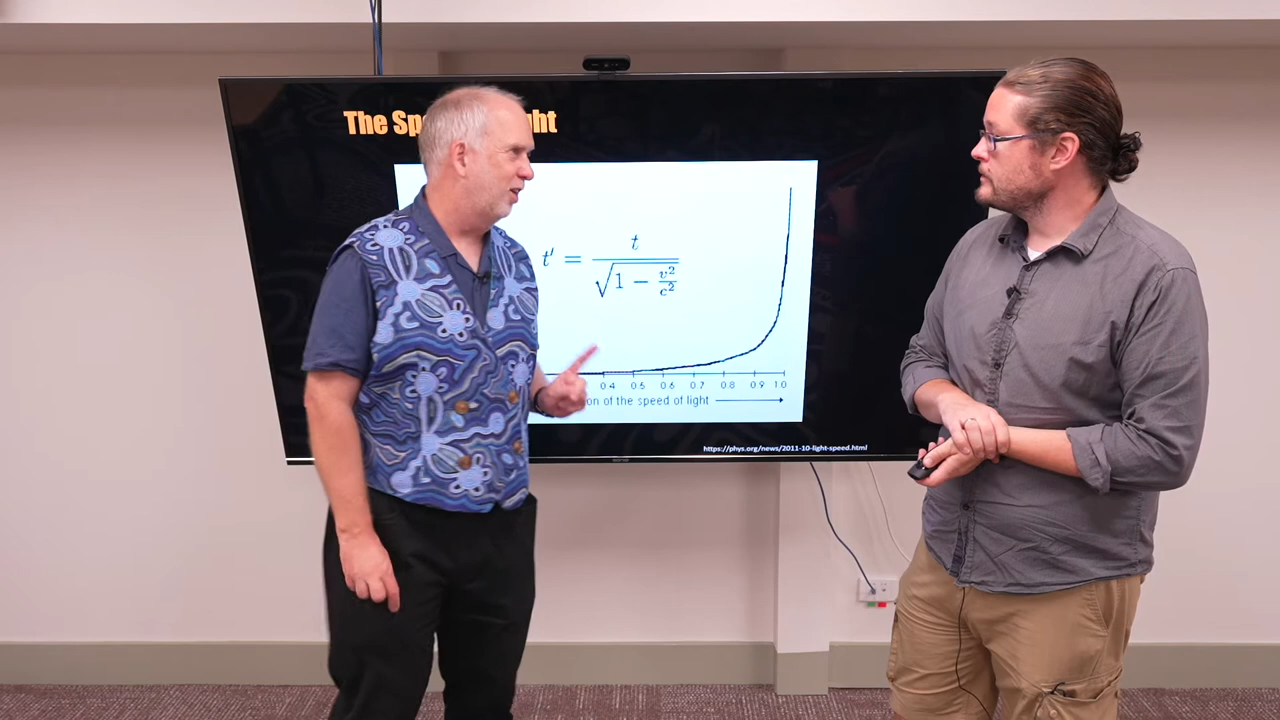 The Sp ght
t' = t / √(1 − v²/c²)
0.4 0.5 0.6 0.7 0.8 0.9 1.0
on of the speed of light
https://phys.org/news/2011-10-light-speed.html